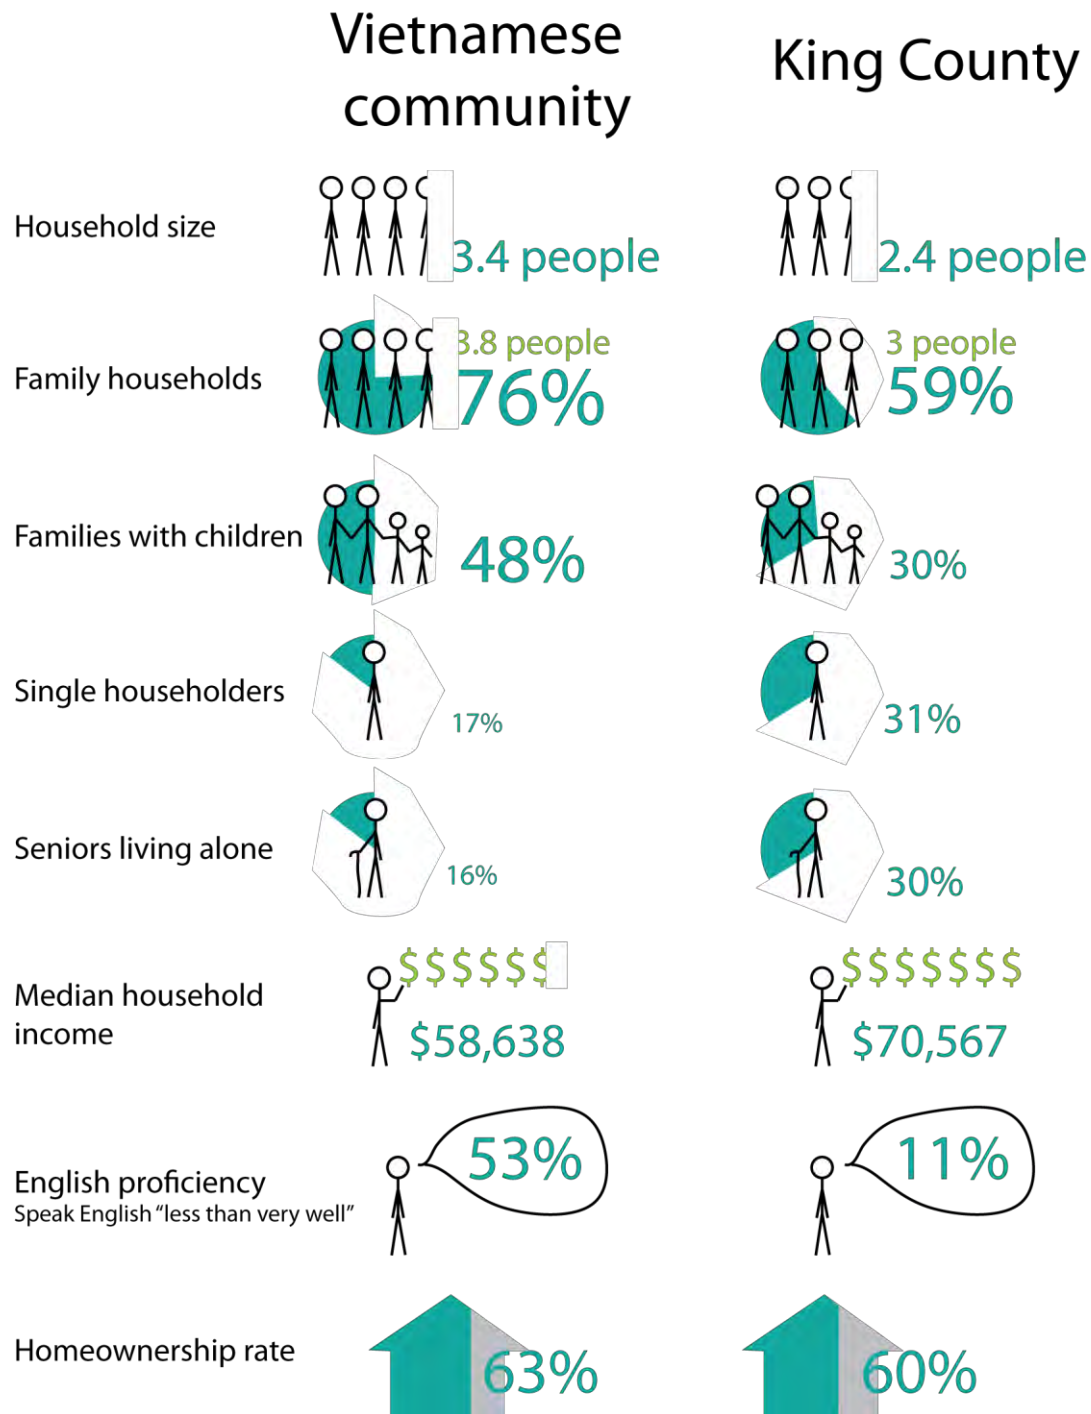 Vietnamese
community
King County
Household size
3.4 people
2.4 people
Family households
3.8 people
76%
3 people
59%
Families with children
48%
30%
Single householders
17%
31%
Seniors living alone
16%
30%
Median household
income
$$$$$$
$58,638
$$$$$$$
$70,567
English proficiency
Speak English "less than very well"
53%
11%
Homeownership rate
63%
60%